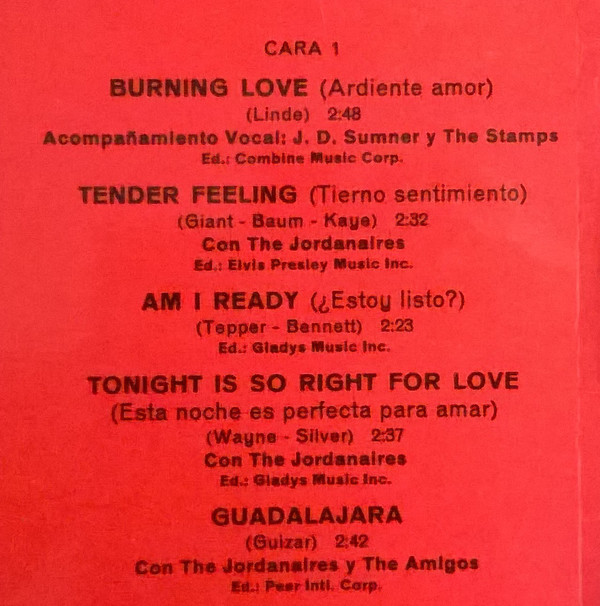 CARA 1
BURNING LOVE (Ardiente amor)
(Linde) 2:48
Acompañamiento Vocal: J. D. Sumner y The Stamps
Ed.: Combine Music Corp.
TENDER FEELING (Tierno sentimiento)
(Giant - Baum - Kaye) 2:32
Con The Jordanaires
Ed.: Elvis Presley Music Inc.
AM I READY (¿Estoy listo?)
(Tepper - Bennett) 2:23
Ed.: Gladys Music Inc.
TONIGHT IS SO RIGHT FOR LOVE
(Esta noche es perfecta para amar)
(Wayne - Silver) 2:37
Con The Jordanaires
Ed.: Gladys Music Inc.
GUADALAJARA
(Guizar) 2:42
Con The Jordanaires y The Amigos
Ed.: Peer Intl. Corp.